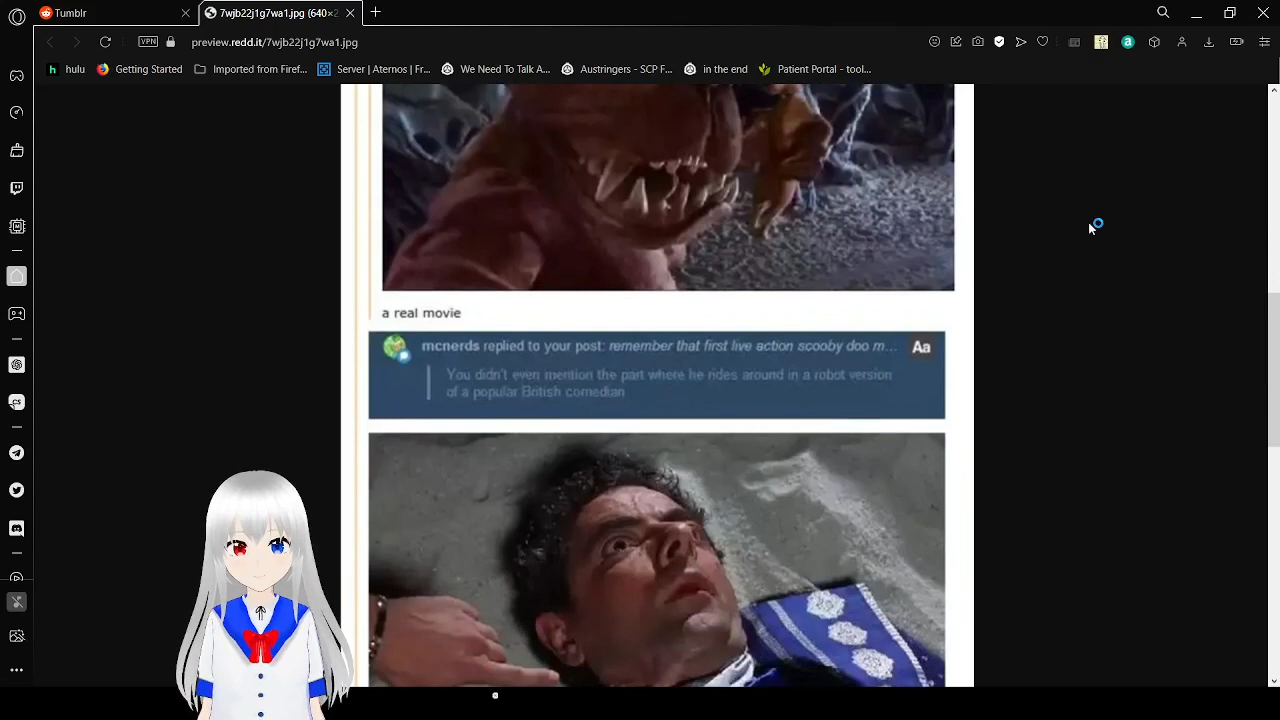 Tumblr
7wjb22j1g7wa1.jpg (640×2
VPN
preview.redd.it/7wjb22j1g7wa1.jpg
hulu
Getting Started
Imported from Firef...
Server | Aternos | Fr...
We Need To Talk A...
Austringers - SCP F...
in the end
Patient Portal - tool...
a real movie
mcnerds replied to your post: remember that first live action scooby doo m...
Aa
You didn't even mention the part where he rides around in a robot version
of a popular British comedian